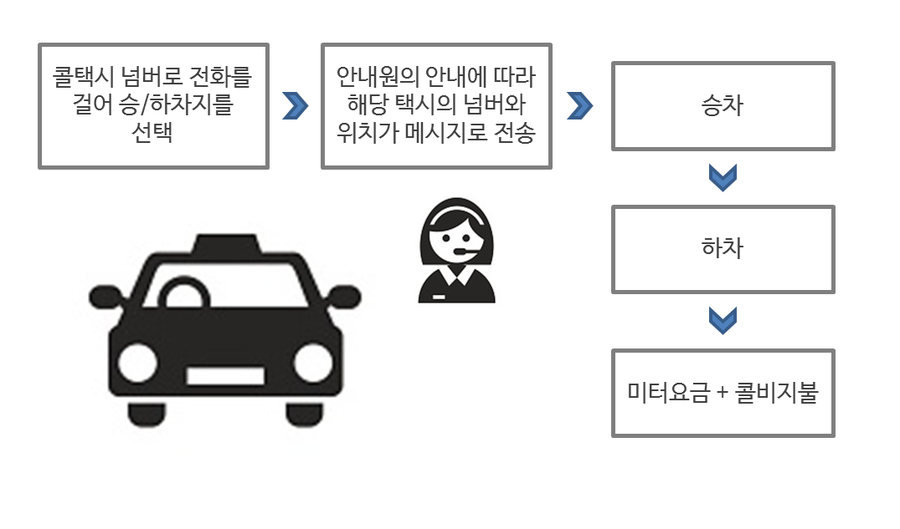 콜택시 넘버로 전화를
걸어 승/하차지를
선택
안내원의 안내에 따라
해당 택시의 넘버와
위치가 메시지로 전송
승차
하차
미터요금 + 콜비지불